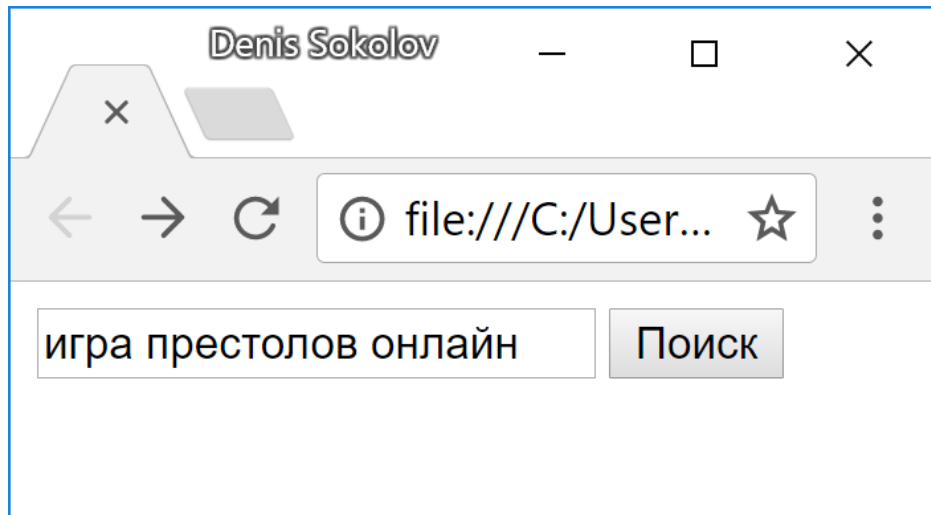 Denis Sokolov
file:///C:/User...
игра престолов онлайн Поиск